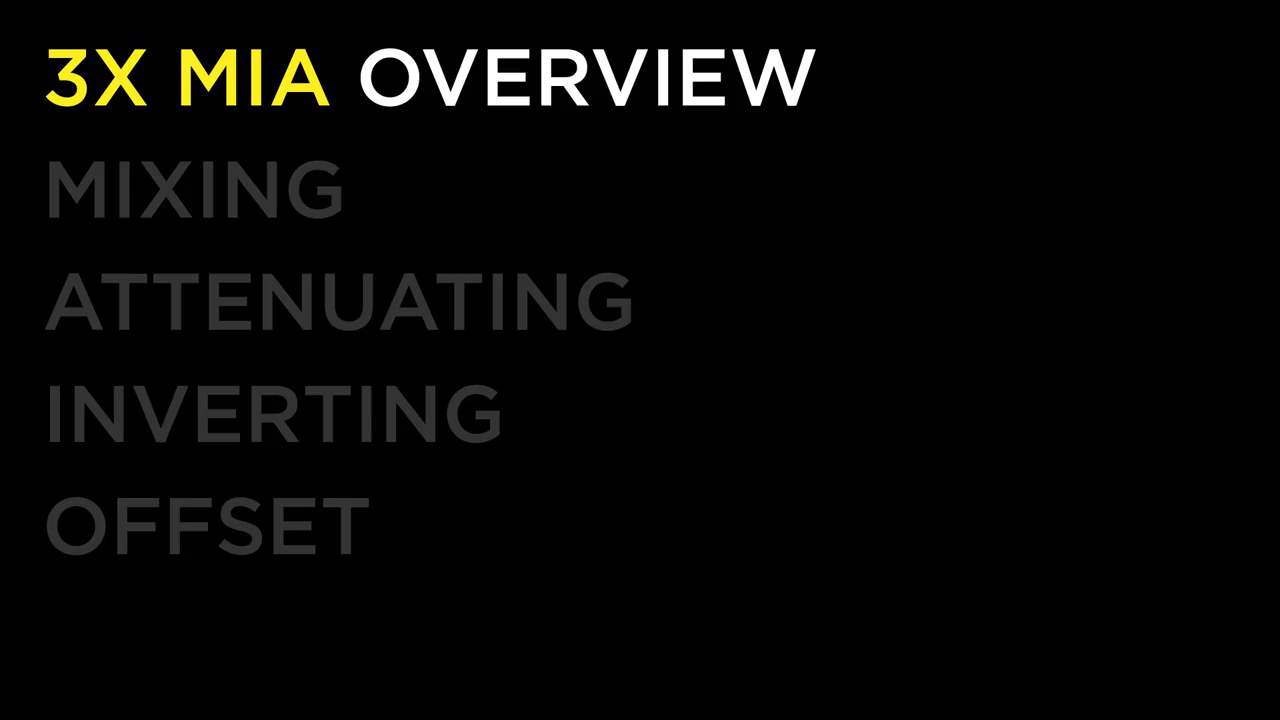 3X MIA OVERVIEW
MIXING
ATTENUATING
INVERTING
OFFSET